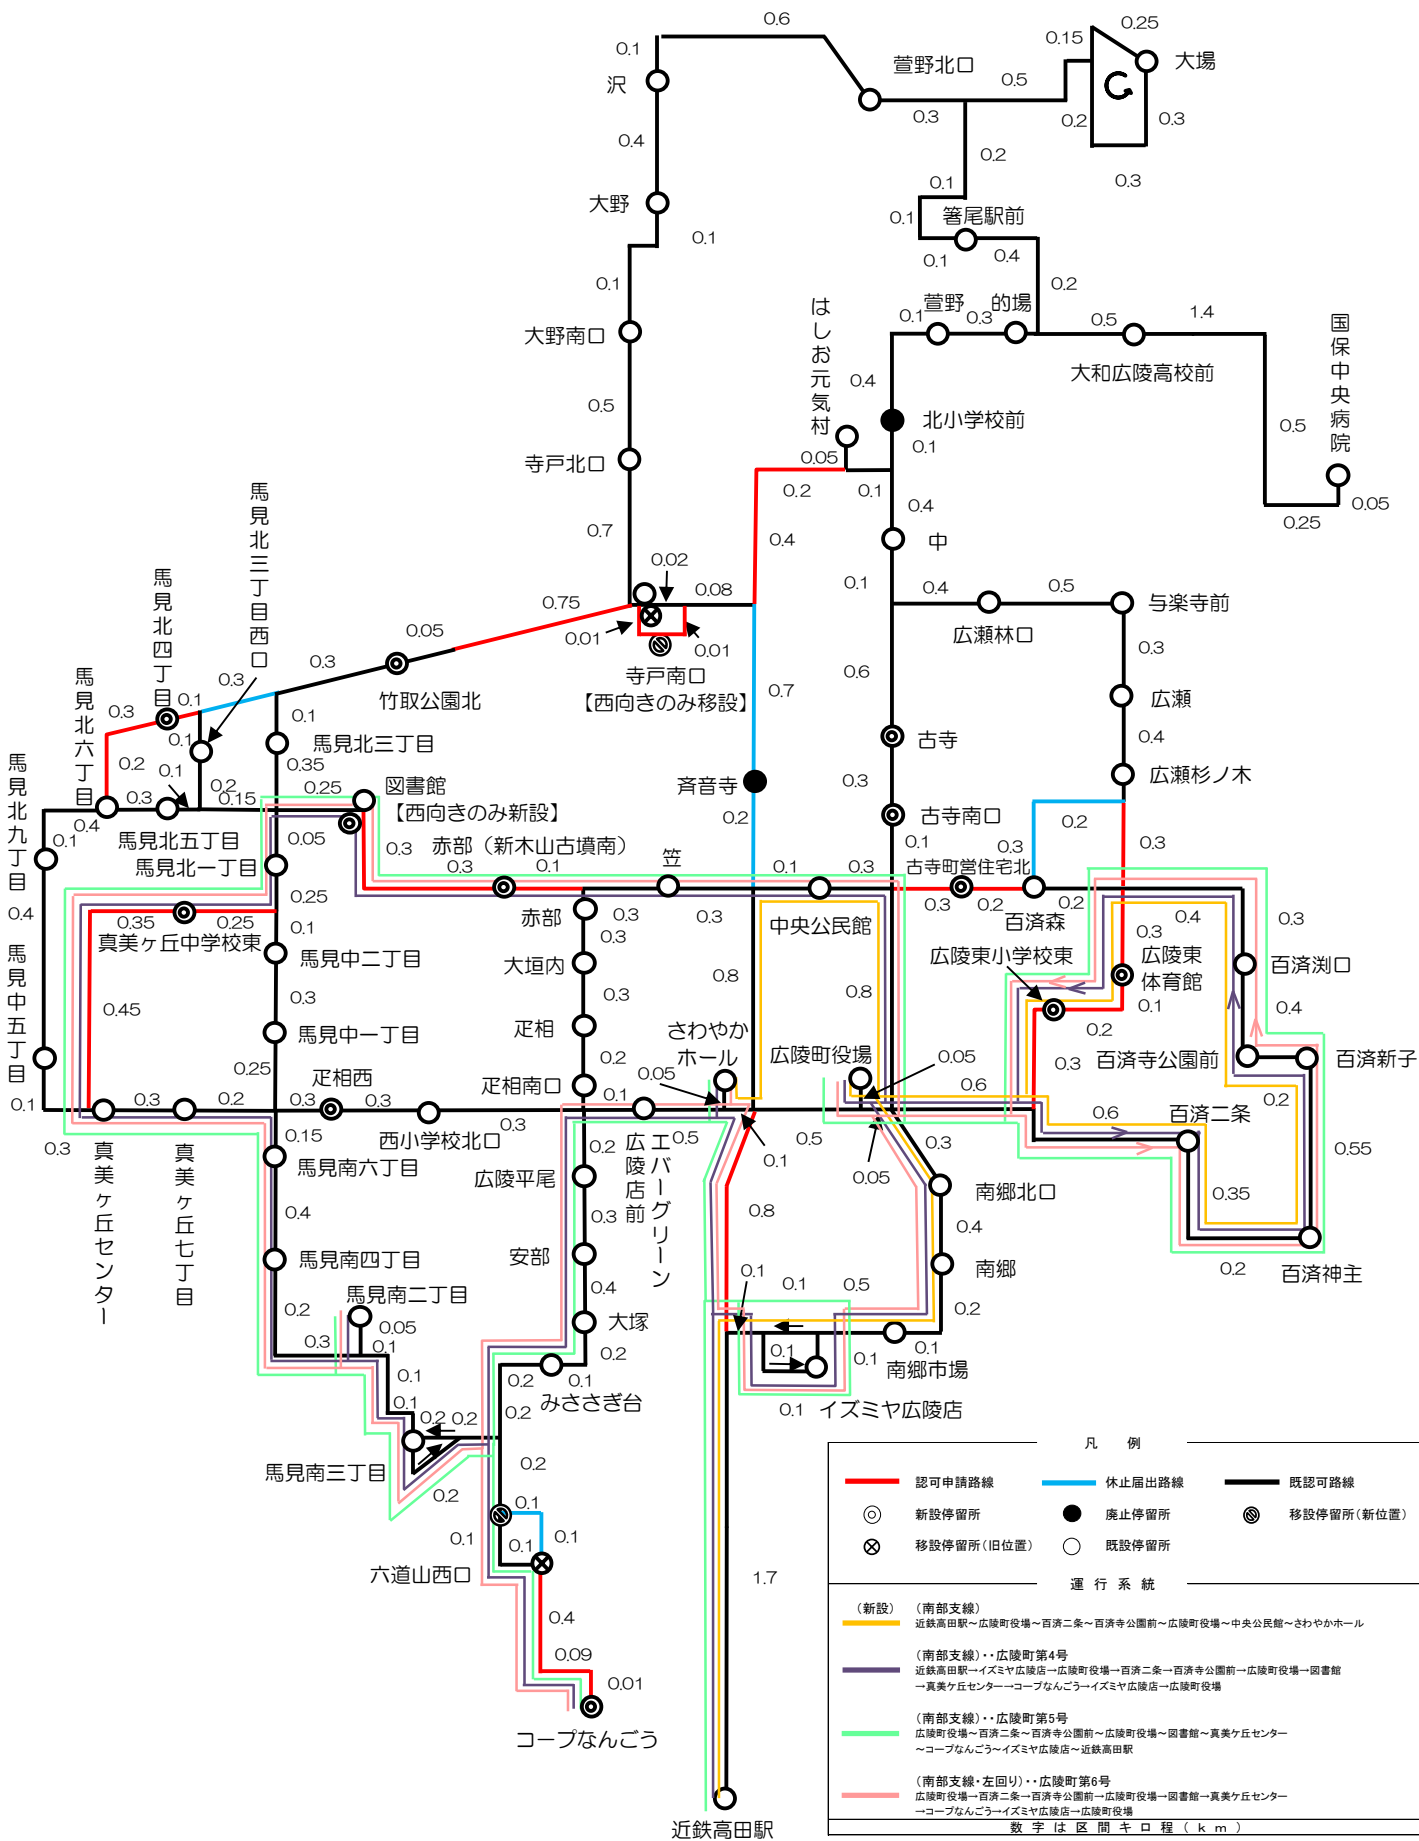 0.6
0.25
0.1
0.15
萱野北口
大場
沢
0.5
0.3
0.2
0.3
0.4
0.2
0.3
0.1
大野
0.1
0.1
箸尾駅前
0.1
0.4
0.1
0.2
萱野
的場
1.4
0.1
0.3
0.5
はしお元気村
国保中央病院
大野南口
大和広陵高校前
0.4
0.5
北小学校前
0.5
0.1
寺戸北口
0.05
0.2
0.1
0.4
0.05
0.25
馬見北三丁目西口
0.7
0.4
中
0.02
0.1
0.08
0.4
0.5
与楽寺前
馬見北四丁目
0.75
0.05
0.01
0.01
広瀬林口
0.3
0.3
0.3
寺戸南口
【西向きのみ移設】
0.7
0.6
広瀬
竹取公園北
馬見北六丁目
0.1
0.3
0.1
0.1
馬見北三丁目
古寺
0.4
0.35
0.2
0.1
0.2
0.25
図書館
【西向きのみ新設】
斉音寺
0.3
広瀬杉ノ木
馬見北九丁目
0.3
0.15
0.4
馬見北五丁目
0.05
0.2
古寺南口
0.2
0.1
0.3
赤部（新木山古墳南）
0.1
0.3
0.3
馬見北一丁目
0.3
0.1
笠
0.1
0.3
古寺町営住宅北
0.25
0.3
0.2
0.2
0.4
赤部
0.3
0.3
中央公民館
百済森
0.4
0.3
0.35
0.25
0.3
0.3
真美ヶ丘中学校東
0.1
馬見中二丁目
大垣内
広陵東小学校東
広陵東
体育館
百済渕口
馬見中五丁目
0.8
0.8
0.45
0.3
0.3
0.1
0.4
馬見中一丁目
疋相
さわやか
ホール
広陵町役場
0.2
百済寺公園前
百済新子
0.25
疋相西
0.2
疋相南口
0.05
0.05
0.3
0.6
0.2
0.1
0.3
0.2
0.3
0.3
0.1
百済二条
西小学校北口
0.3
0.5
0.5
0.6
0.3
0.15
0.1
0.3
0.55
真美ヶ丘センター
真美ヶ丘七丁目
馬見南六丁目
0.2
広陵平尾
エバーグリーン
広陵店前
0.05
南郷北口
0.35
0.4
0.3
0.8
0.4
馬見南四丁目
安部
南郷
0.2
百済神主
馬見南二丁目
0.4
0.1
0.1
0.5
0.2
0.05
大塚
0.2
0.3
0.1
0.2
0.1
0.1
0.1
南郷市場
0.1
0.2
0.1
みささぎ台
0.1
イズミヤ広陵店
0.1
0.2
0.2
0.2
馬見南三丁目
0.2
0.2
0.1
0.1
0.1
0.1
六道山西口
1.7
0.4
0.09
0.01
コープなんごう
近鉄高田駅
凡 例
認可申請路線
休止届出路線
既認可路線
新設停留所
廃止停留所
移設停留所(新位置)
移設停留所(旧位置)
既設停留所
運 行 系 統
(新設)
(南部支線)
近鉄高田駅～広陵町役場～百済二条～百済寺公園前～広陵町役場～中央公民館～さわやかホール
(南部支線)・・広陵町第4号
近鉄高田駅→イズミヤ広陵店→広陵町役場→百済二条→百済寺公園前→広陵町役場→図書館
→真美ケ丘センター→コープなんごう→イズミヤ広陵店→広陵町役場
(南部支線)・・広陵町第5号
広陵町役場～百済二条～百済寺公園前～広陵町役場～図書館～真美ケ丘センター
～コープなんごう～イズミヤ広陵店～近鉄高田駅
(南部支線・左回り)・・広陵町第6号
広陵町役場→百済二条→百済寺公園前→広陵町役場→図書館→真美ケ丘センター
→コープなんごう→イズミヤ広陵店→広陵町役場
数 字 は 区 間 キ ロ 程 ( k m )